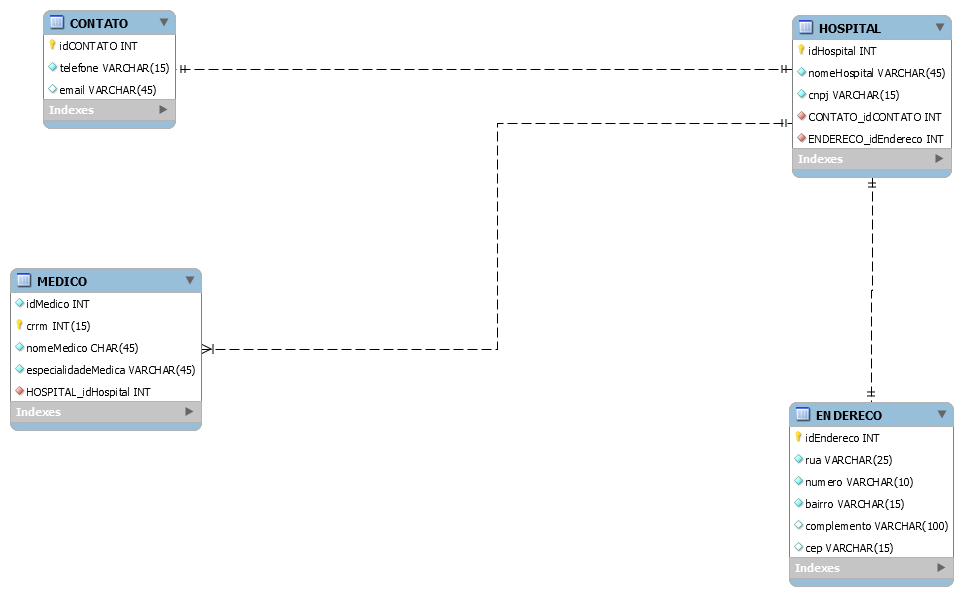 CONTATO
idCONTATO INT
telefone VARCHAR(15)
email VARCHAR(45)
Indexes
HOSPITAL
idHospital INT
nomeHospital VARCHAR(45)
cnpj VARCHAR(15)
CONTATO_idCONTATO INT
ENDERECO_idEndereco INT
Indexes
MEDICO
idMedico INT
crrm INT(15)
nomeMedico CHAR(45)
especialidadeMedica VARCHAR(45)
HOSPITAL_idHospital INT
Indexes
ENDERECO
idEndereco INT
rua VARCHAR(25)
numero VARCHAR(10)
bairro VARCHAR(15)
complemento VARCHAR(100)
cep VARCHAR(15)
Indexes